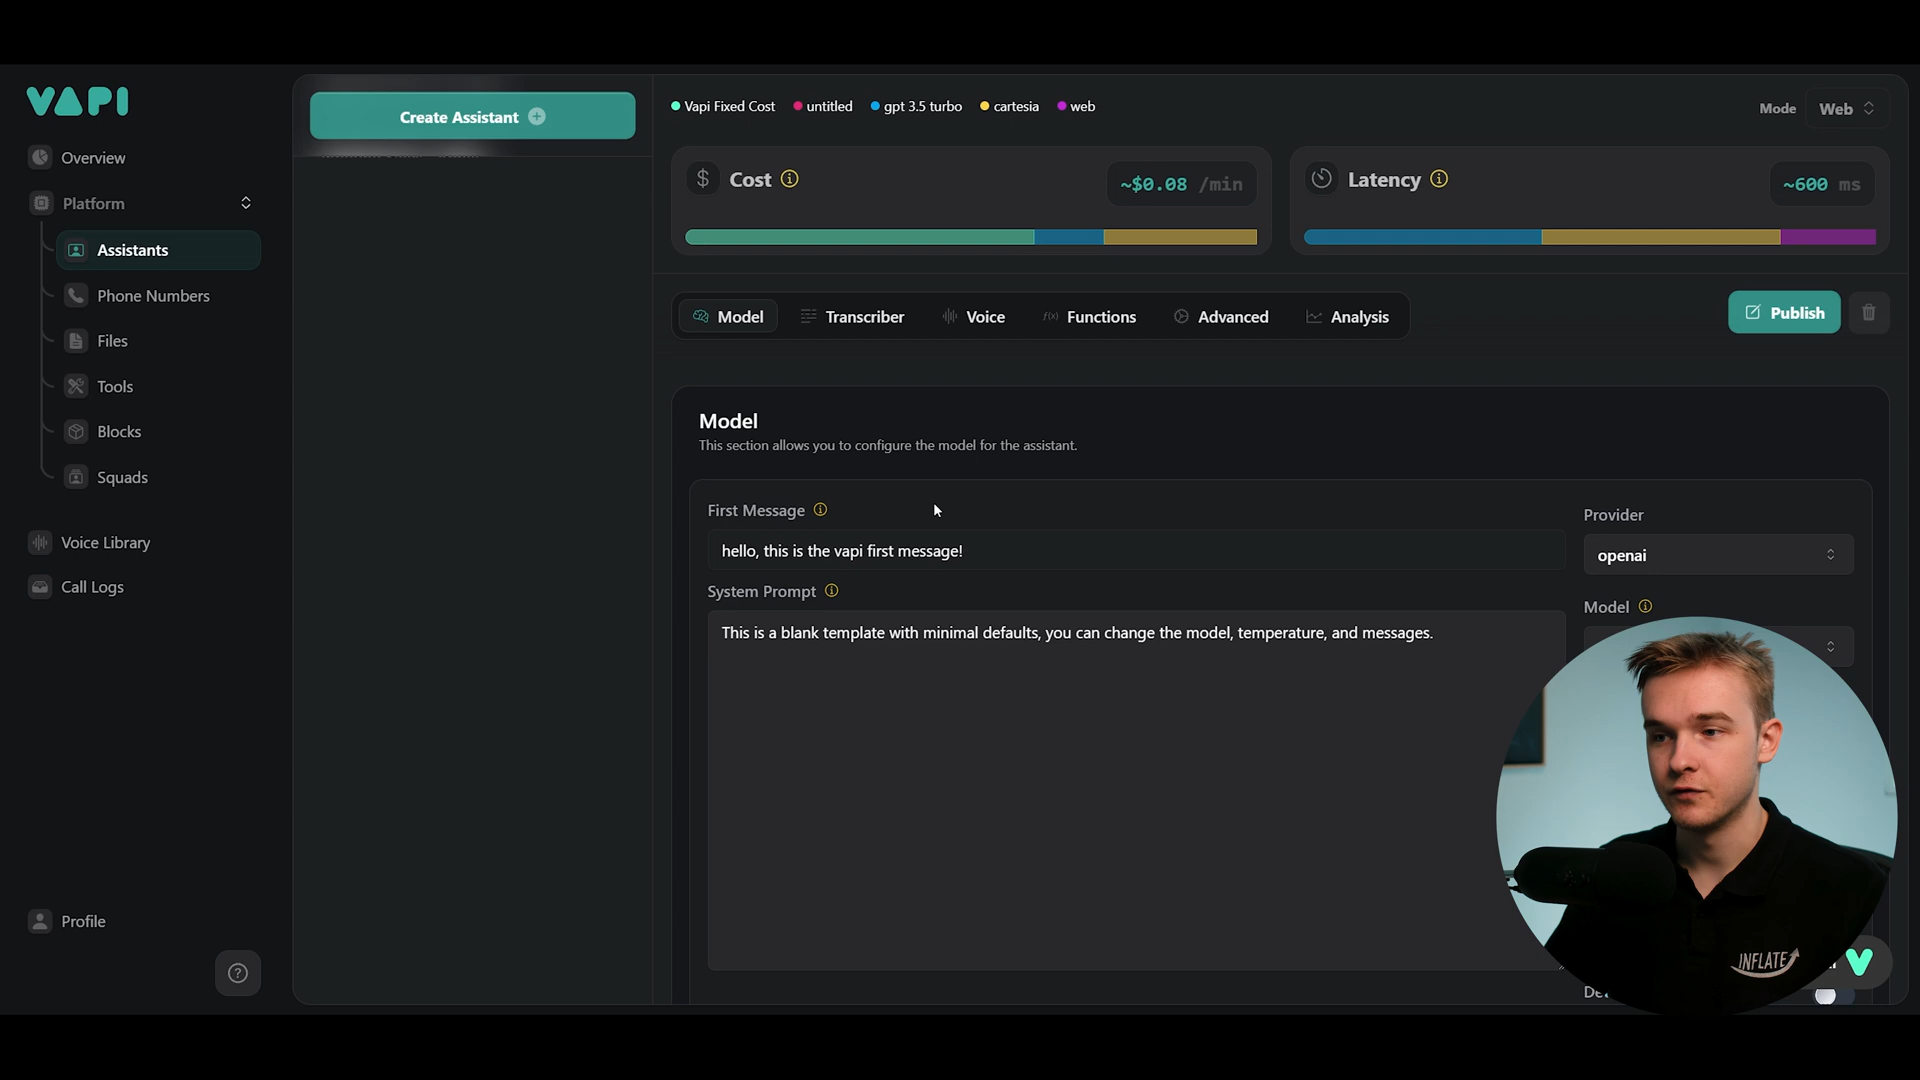 VAPI
Overview
Platform
Assistants
Phone Numbers
Files
Tools
Blocks
Squads
Voice Library
Call Logs
Profile
Create Assistant
Vapi Fixed Cost untitled gpt 3.5 turbo cartesia web
Mode Web
Cost ~$0.08 /min
Latency ~600 ms
Model Transcriber Voice Functions Advanced Analysis
Publish
Model
This section allows you to configure the model for the assistant.
First Message
hello, this is the vapi first message!
System Prompt
This is a blank template with minimal defaults, you can change the model, temperature, and messages.
Provider
openai
Model
INFLATE